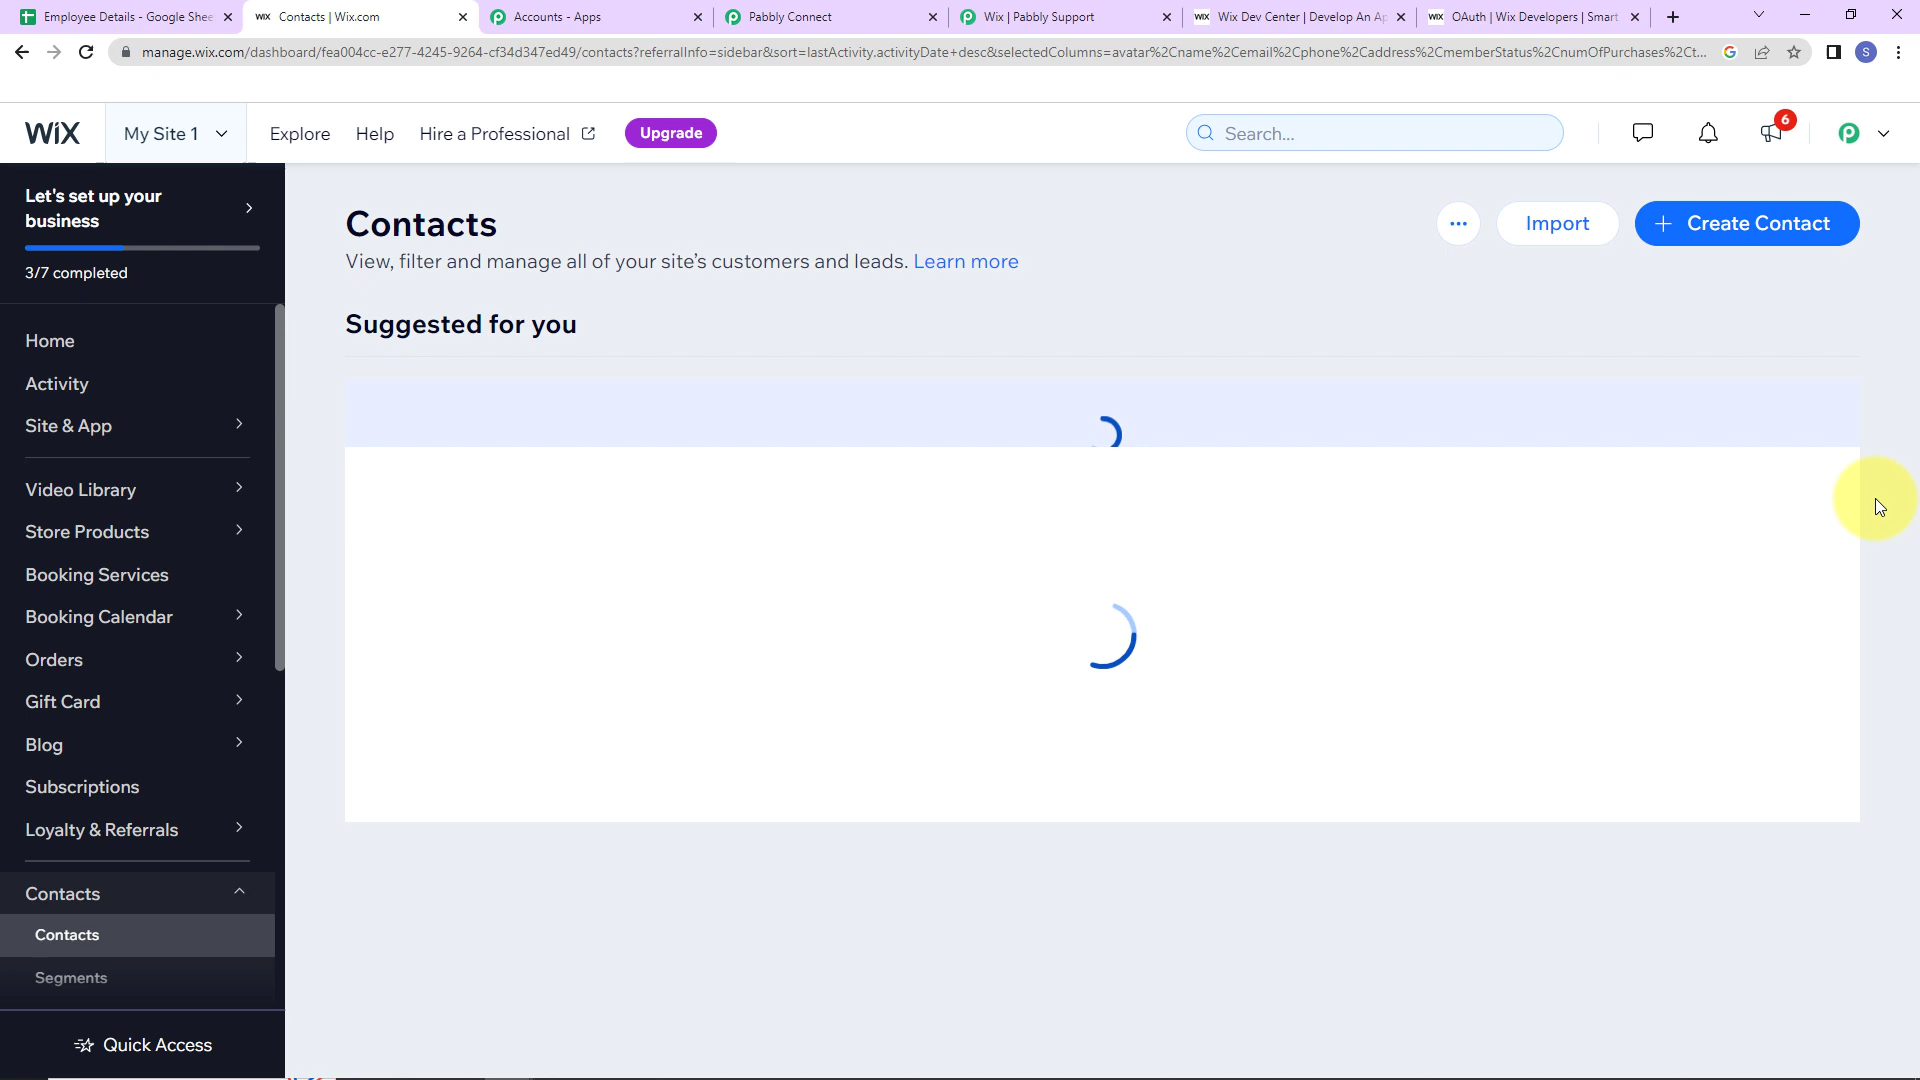 Employee Details - Google Shee
Contacts | Wix.com
Accounts - Apps
Pabbly Connect
Wix | Pabbly Support
Wix Dev Center | Develop An Ap
OAuth | Wix Developers | Smart
manage.wix.com/dashboard/fea004cc-e277-4245-9264-cf34d347ed49/contacts?referralInfo=sidebar&sort=lastActivity.activityDate+desc&selectedColumns=avatar%2Cname%2Cemail%2Cphone%2Caddress%2CmemberStatus%2CnumOfPurchases%2Ct...
S
WIX
My Site 1
Explore
Help
Hire a Professional
Upgrade
Search...
6
Let's set up your
business
3/7 completed
Home
Activity
Site & App
Video Library
Store Products
Booking Services
Booking Calendar
Orders
Gift Card
Blog
Subscriptions
Loyalty & Referrals
Contacts
Contacts
Segments
Quick Access
Contacts
View, filter and manage all of your site's customers and leads. Learn more
Import
+ Create Contact
Suggested for you